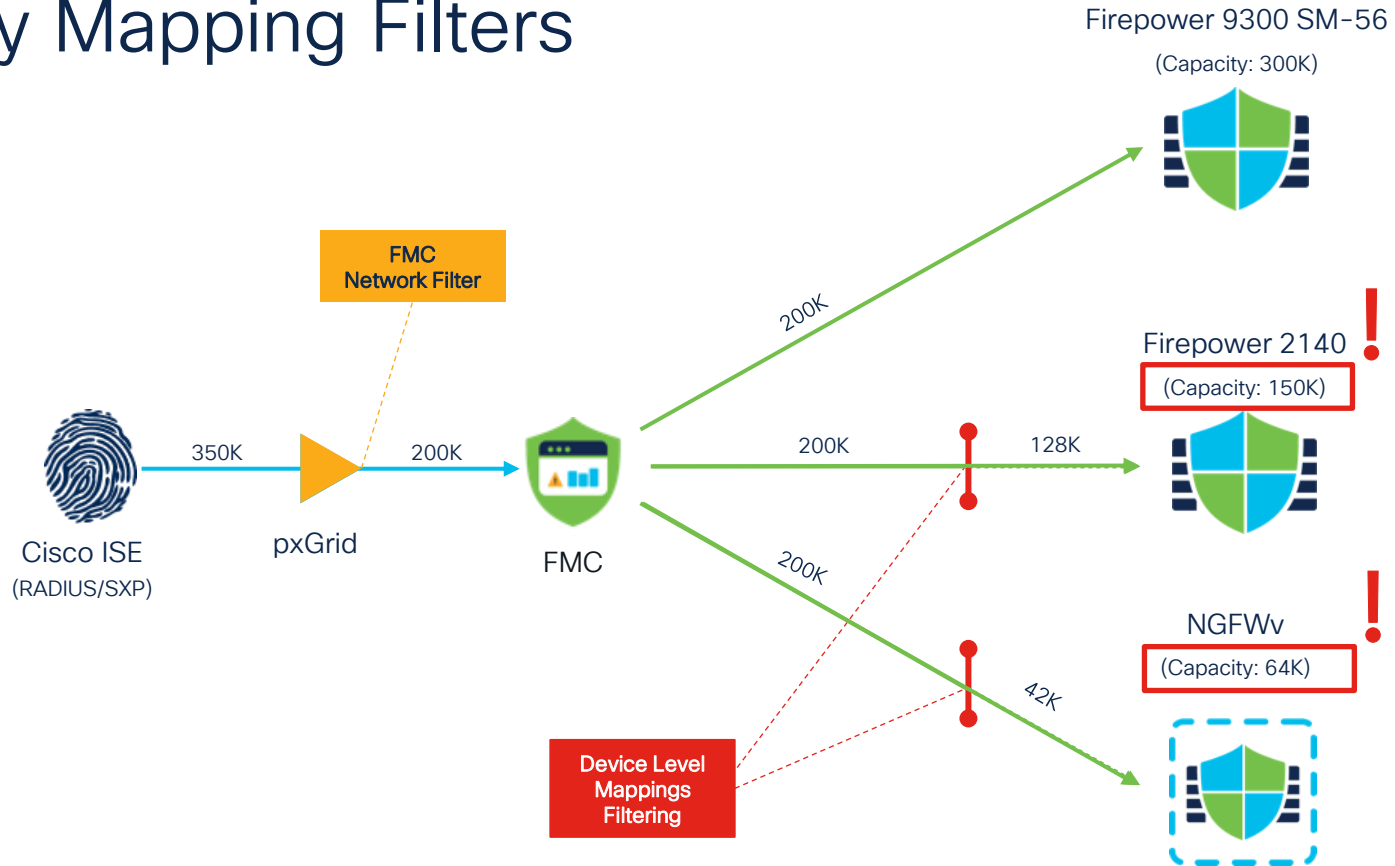 y Mapping Filters
Firepower 9300 SM-56
(Capacity: 300K)
FMC
Network Filter
200K
Firepower 2140
!
(Capacity: 150K)
350K
200K
200K
128K
Cisco ISE
(RADIUS/SXP)
pxGrid
FMC
200K
NGFWv
!
(Capacity: 64K)
42K
Device Level
Mappings
Filtering